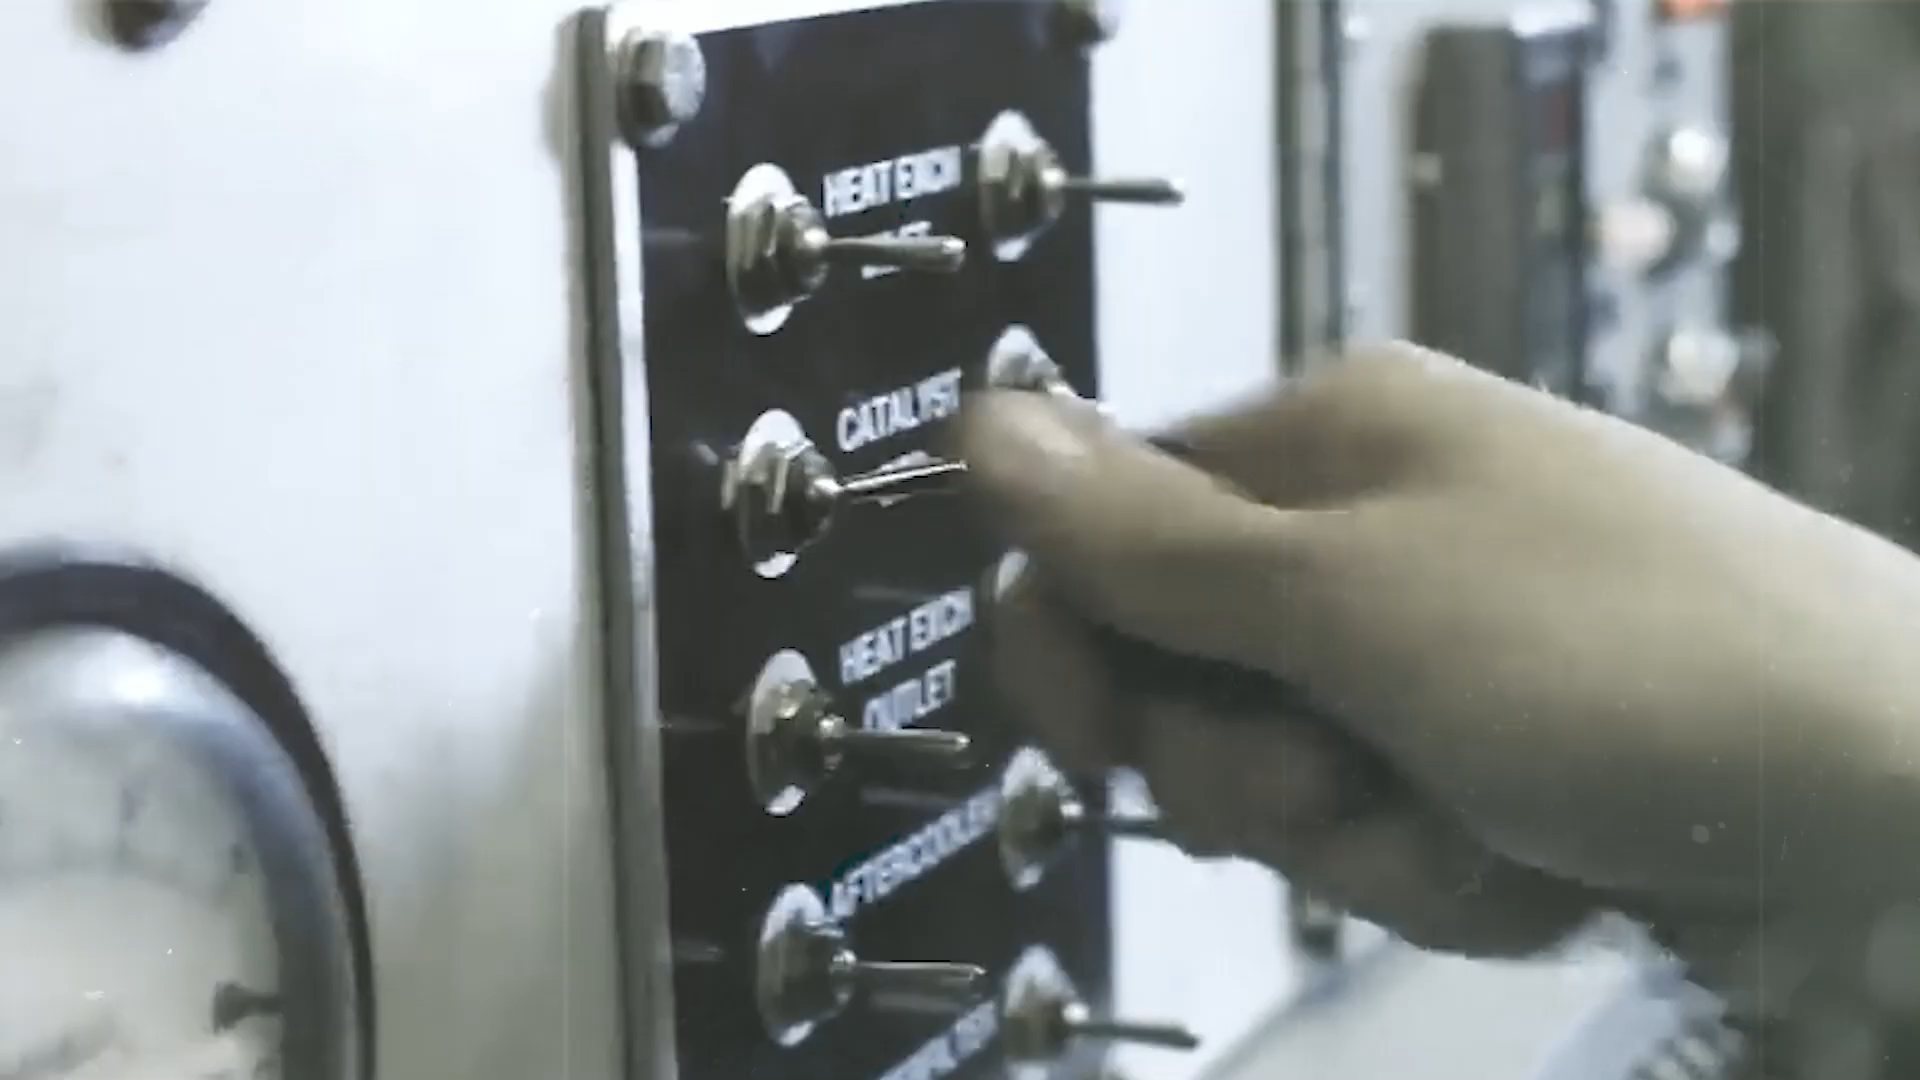 HEAT EXCH
CATALYST
HEAT EXCH
OUTLET
AFTERCOOLER